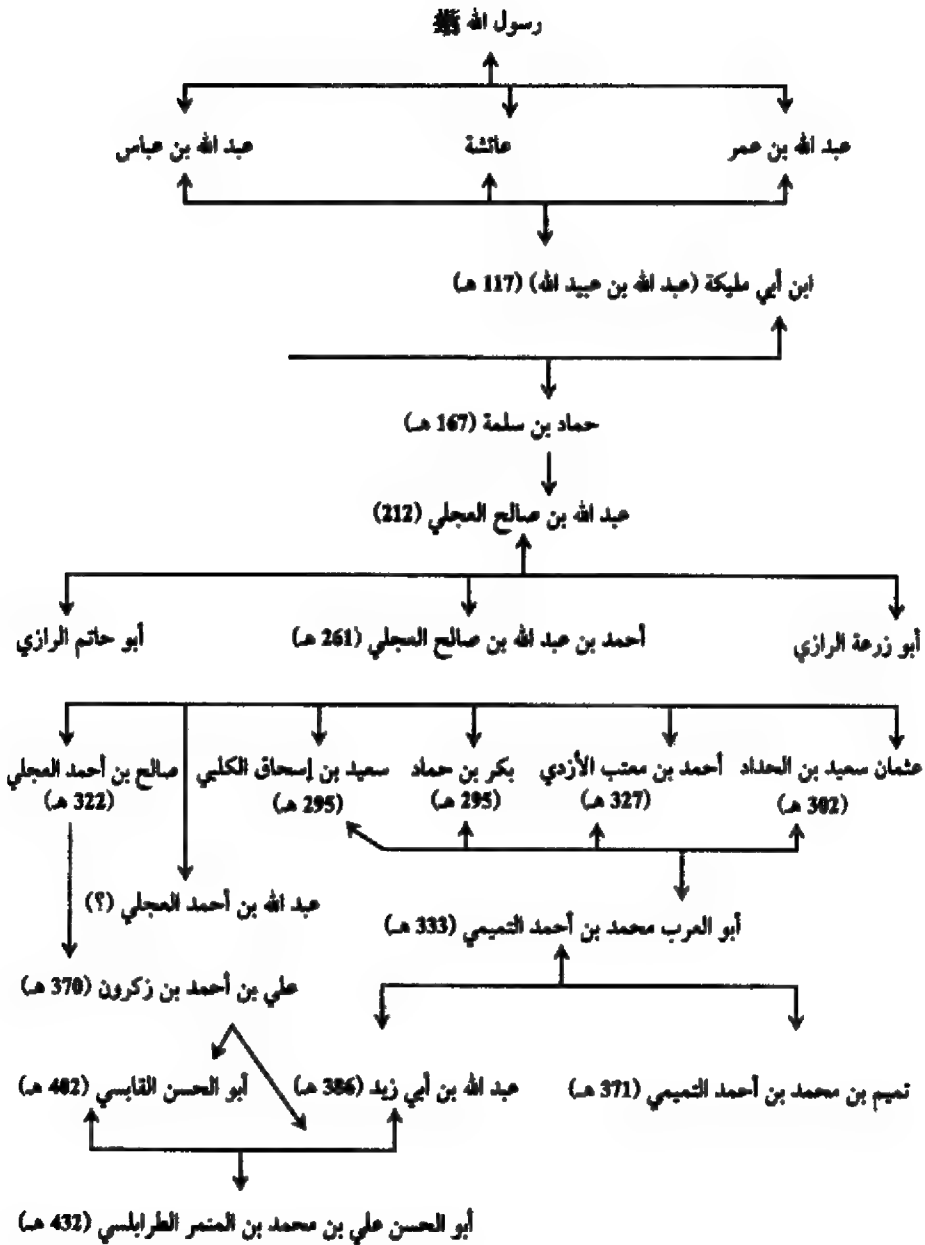 رسول الله ﷺ
عبد الله بن عمر
عائشة
عبد الله بن عباس
ابن أبي مليكة (عبد الله بن عبيد الله) (117 هـ)
حماد بن سلمة (167 هـ)
عبد الله بن صالح العجلي (212)
أبو زرعة الرازي
أحمد بن عبد الله بن صالح العجلي (261 هـ)
أبو حاتم الرازي
عثمان سعيد بن الحداد
(302 هـ)
أحمد بن معتب الأزدي
(327 هـ)
بكر بن حماد
(295 هـ)
سعيد بن إسحاق الكلبي
(295 هـ)
صالح بن أحمد العجلي
(322 هـ)
عبد الله بن أحمد العجلي (؟)
أبو العرب محمد بن أحمد التميمي (333 هـ)
علي بن أحمد بن زكرون (370 هـ)
تميم بن محمد بن أحمد التميمي (371 هـ)
عبد الله بن أبي زيد (386 هـ)
أبو الحسن القابسي (402 هـ)
أبو الحسن علي بن محمد بن المنمر الطرابلسي (432 هـ)